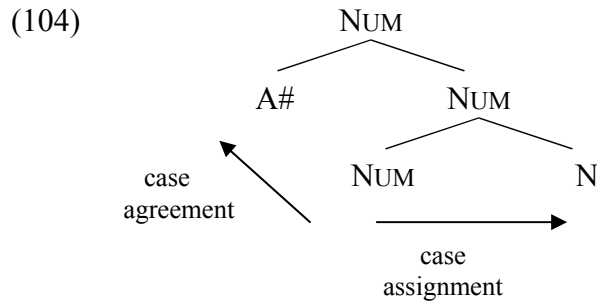 (104) NUM
A# NUM
case NUM N
agreement
case
assignment